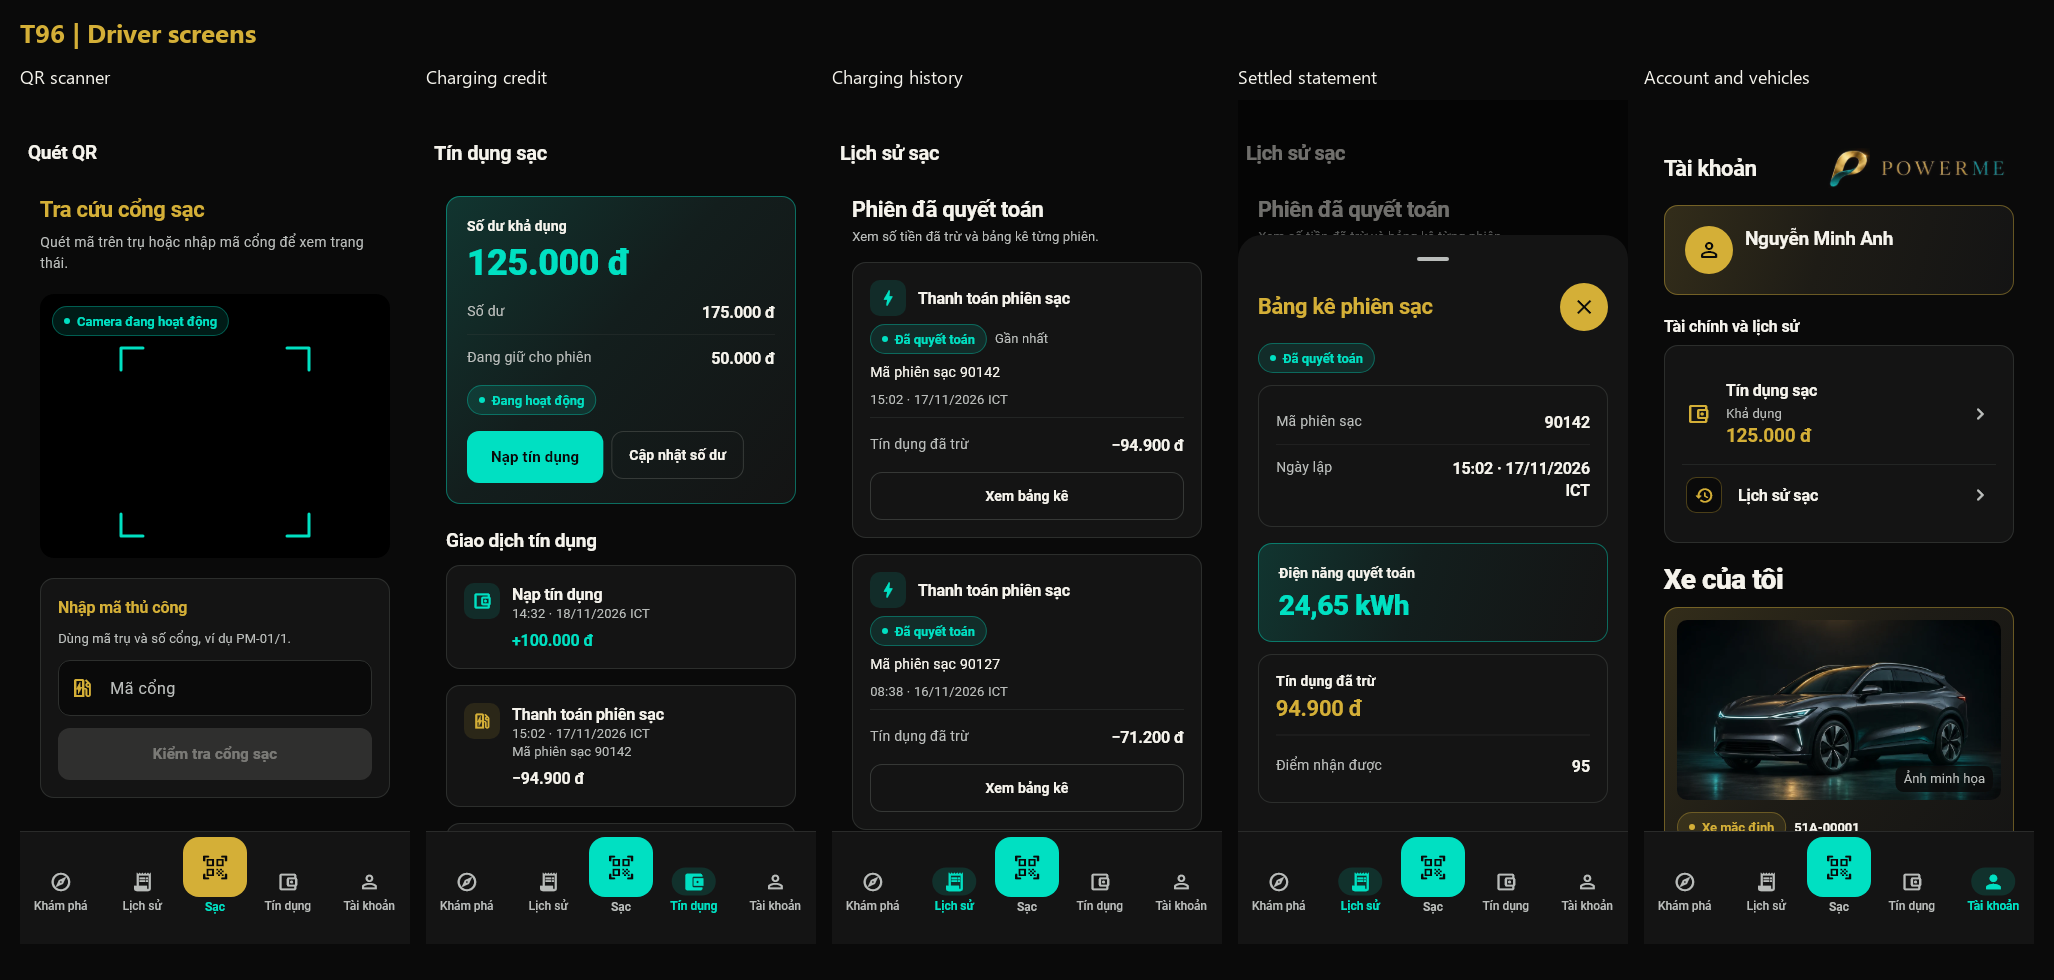 T96 | Driver screens
QR scanner
Quét QR
Tra cứu cổng sạc
Quét mã trên trụ hoặc nhập mã cổng để xem trạng
thái.
Camera đang hoạt động
Nhập mã thủ công
Dùng mã trụ và số cổng, ví dụ PM-01/1.
Mã cổng
Kiểm tra cổng sạc
Khám phá
Lịch sử
Sạc
Tín dụng
Tài khoản
Charging credit
Tín dụng sạc
Số dư khả dụng
125.000 đ
Số dư 175.000 đ
Đang giữ cho phiên 50.000 đ
Đang hoạt động
Nạp tín dụng
Cập nhật số dư
Giao dịch tín dụng
Nạp tín dụng
14:32 · 18/11/2026 ICT
+100.000 đ
Thanh toán phiên sạc
15:02 · 17/11/2026 ICT
Mã phiên sạc 90142
−94.900 đ
Khám phá
Lịch sử
Sạc
Tín dụng
Tài khoản
Charging history
Lịch sử sạc
Phiên đã quyết toán
Xem số tiền đã trừ và bảng kê từng phiên.
Thanh toán phiên sạc
Đã quyết toán Gần nhất
Mã phiên sạc 90142
15:02 · 17/11/2026 ICT
Tín dụng đã trừ −94.900 đ
Xem bảng kê
Thanh toán phiên sạc
Đã quyết toán
Mã phiên sạc 90127
08:38 · 16/11/2026 ICT
Tín dụng đã trừ −71.200 đ
Xem bảng kê
Khám phá
Lịch sử
Sạc
Tín dụng
Tài khoản
Settled statement
Lịch sử sạc
Phiên đã quyết toán
Xem số tiền đã trừ và bảng kê từng phiên.
Bảng kê phiên sạc
Đã quyết toán
Mã phiên sạc 90142
Ngày lập 15:02 · 17/11/2026
ICT
Điện năng quyết toán
24,65 kWh
Tín dụng đã trừ
94.900 đ
Điểm nhận được 95
Khám phá
Lịch sử
Sạc
Tín dụng
Tài khoản
Account and vehicles
Tài khoản
POWERME
Nguyễn Minh Anh
Tài chính và lịch sử
Tín dụng sạc
Khả dụng
125.000 đ
Lịch sử sạc
Xe của tôi
Ảnh minh họa
Xe mặc định 51A-00001
Khám phá
Lịch sử
Sạc
Tín dụng
Tài khoản